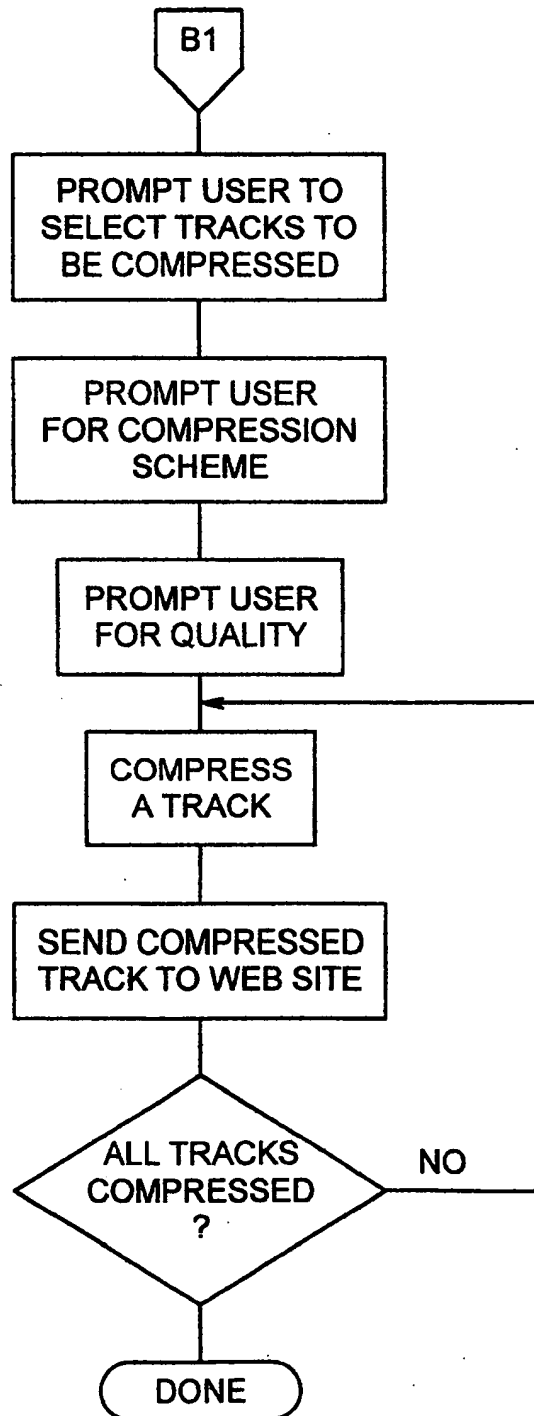 B1
PROMPT USER TO
SELECT TRACKS TO
BE COMPRESSED
PROMPT USER
FOR COMPRESSION
SCHEME
PROMPT USER
FOR QUALITY
COMPRESS
A TRACK
SEND COMPRESSED
TRACK TO WEB SITE
ALL TRACKS
COMPRESSED
?
NO
DONE